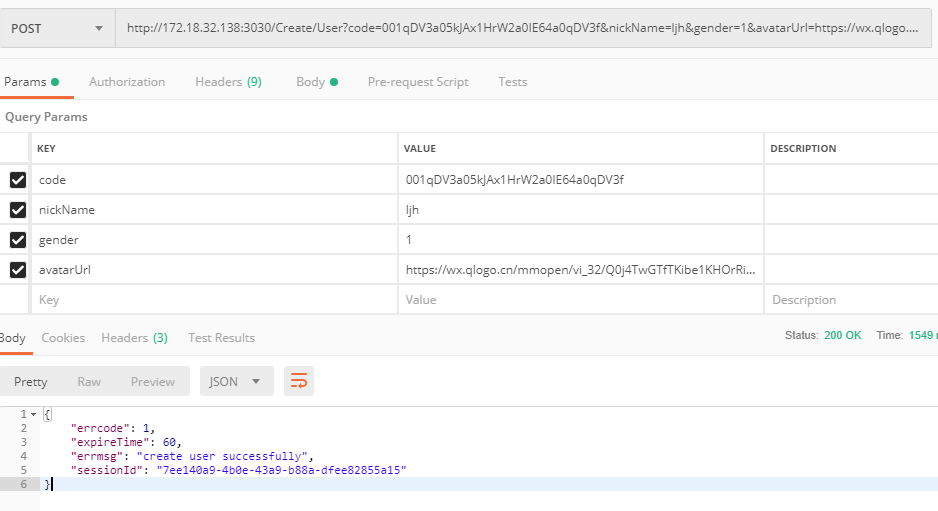 POST http://172.18.32.138:3030/Create/User?code=001qDV3a05kJAx1HrW2a0IE64a0qDV3f&nickName=ljh&gender=1&avatarUrl=https://wx.qlogo....
Params Authorization Headers (9) Body Pre-request Script Tests
Query Params
KEY VALUE DESCRIPTION
code 001qDV3a05kJAx1HrW2a0IE64a0qDV3f
nickName ljh
gender 1
avatarUrl https://wx.qlogo.cn/mmopen/vi_32/Q0j4TwGTfTKibe1KHOrRi...
Key Value Description
Body Cookies Headers (3) Test Results Status: 200 OK Time: 1549
Pretty Raw Preview JSON
1 {
2 "errcode": 1,
3 "expireTime": 60,
4 "errmsg": "create user successfully",
5 "sessionId": "7ee140a9-4b0e-43a9-b88a-dfee82855a15"
6 }